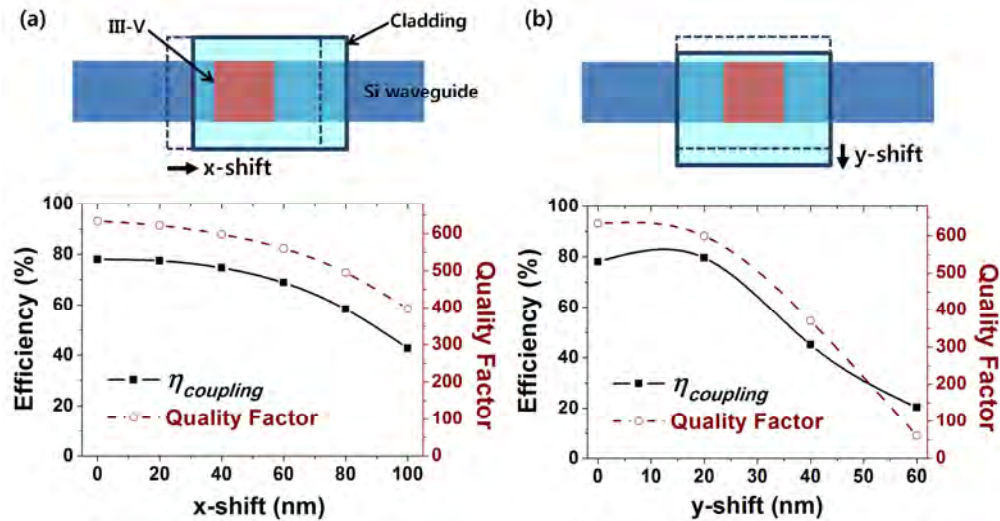 (a)
III-V
Cladding
Si waveguide
x-shift
Efficiency (%)
100
80
60
40
20
0
η coupling
Quality Factor
0 20 40 60 80 100
x-shift (nm)
600
500
400
300
200
100
0
Quality Factor
(b)
y-shift
Efficiency (%)
100
80
60
40
20
0
η coupling
Quality Factor
0 10 20 30 40 50 60
y-shift (nm)
600
500
400
300
200
100
0
Quality Factor